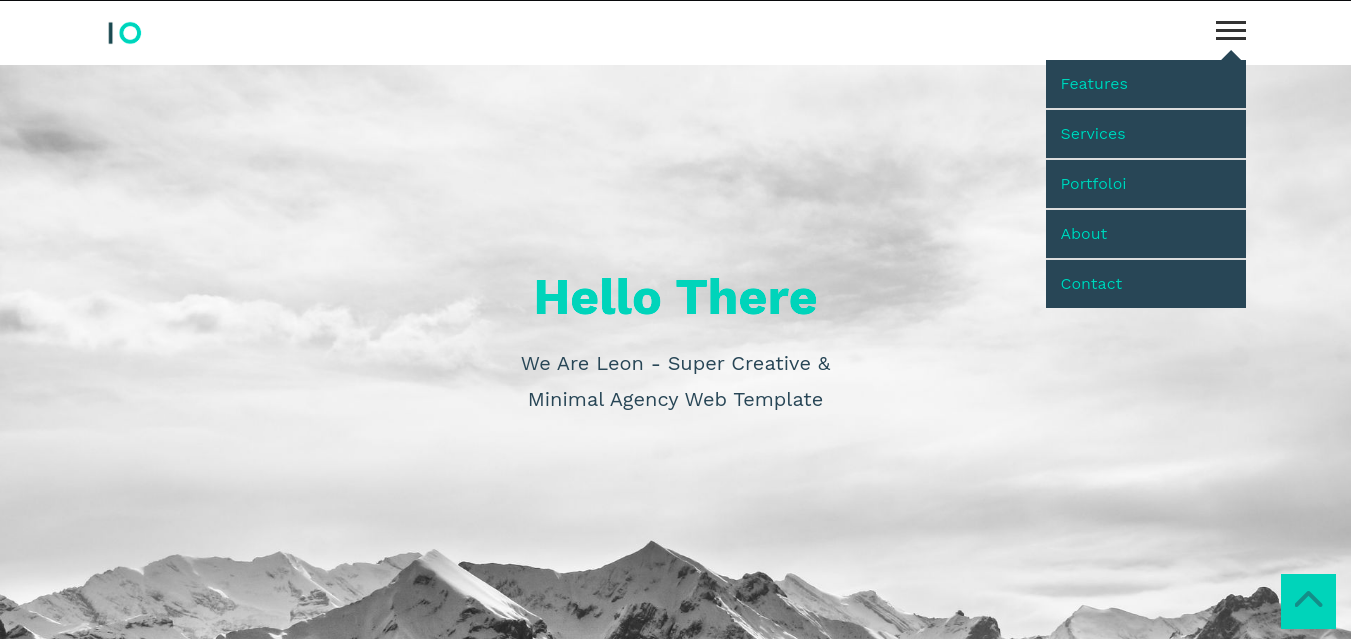 IO
Features
Services
Portfoloi
About
Contact
Hello There
We Are Leon - Super Creative &
Minimal Agency Web Template